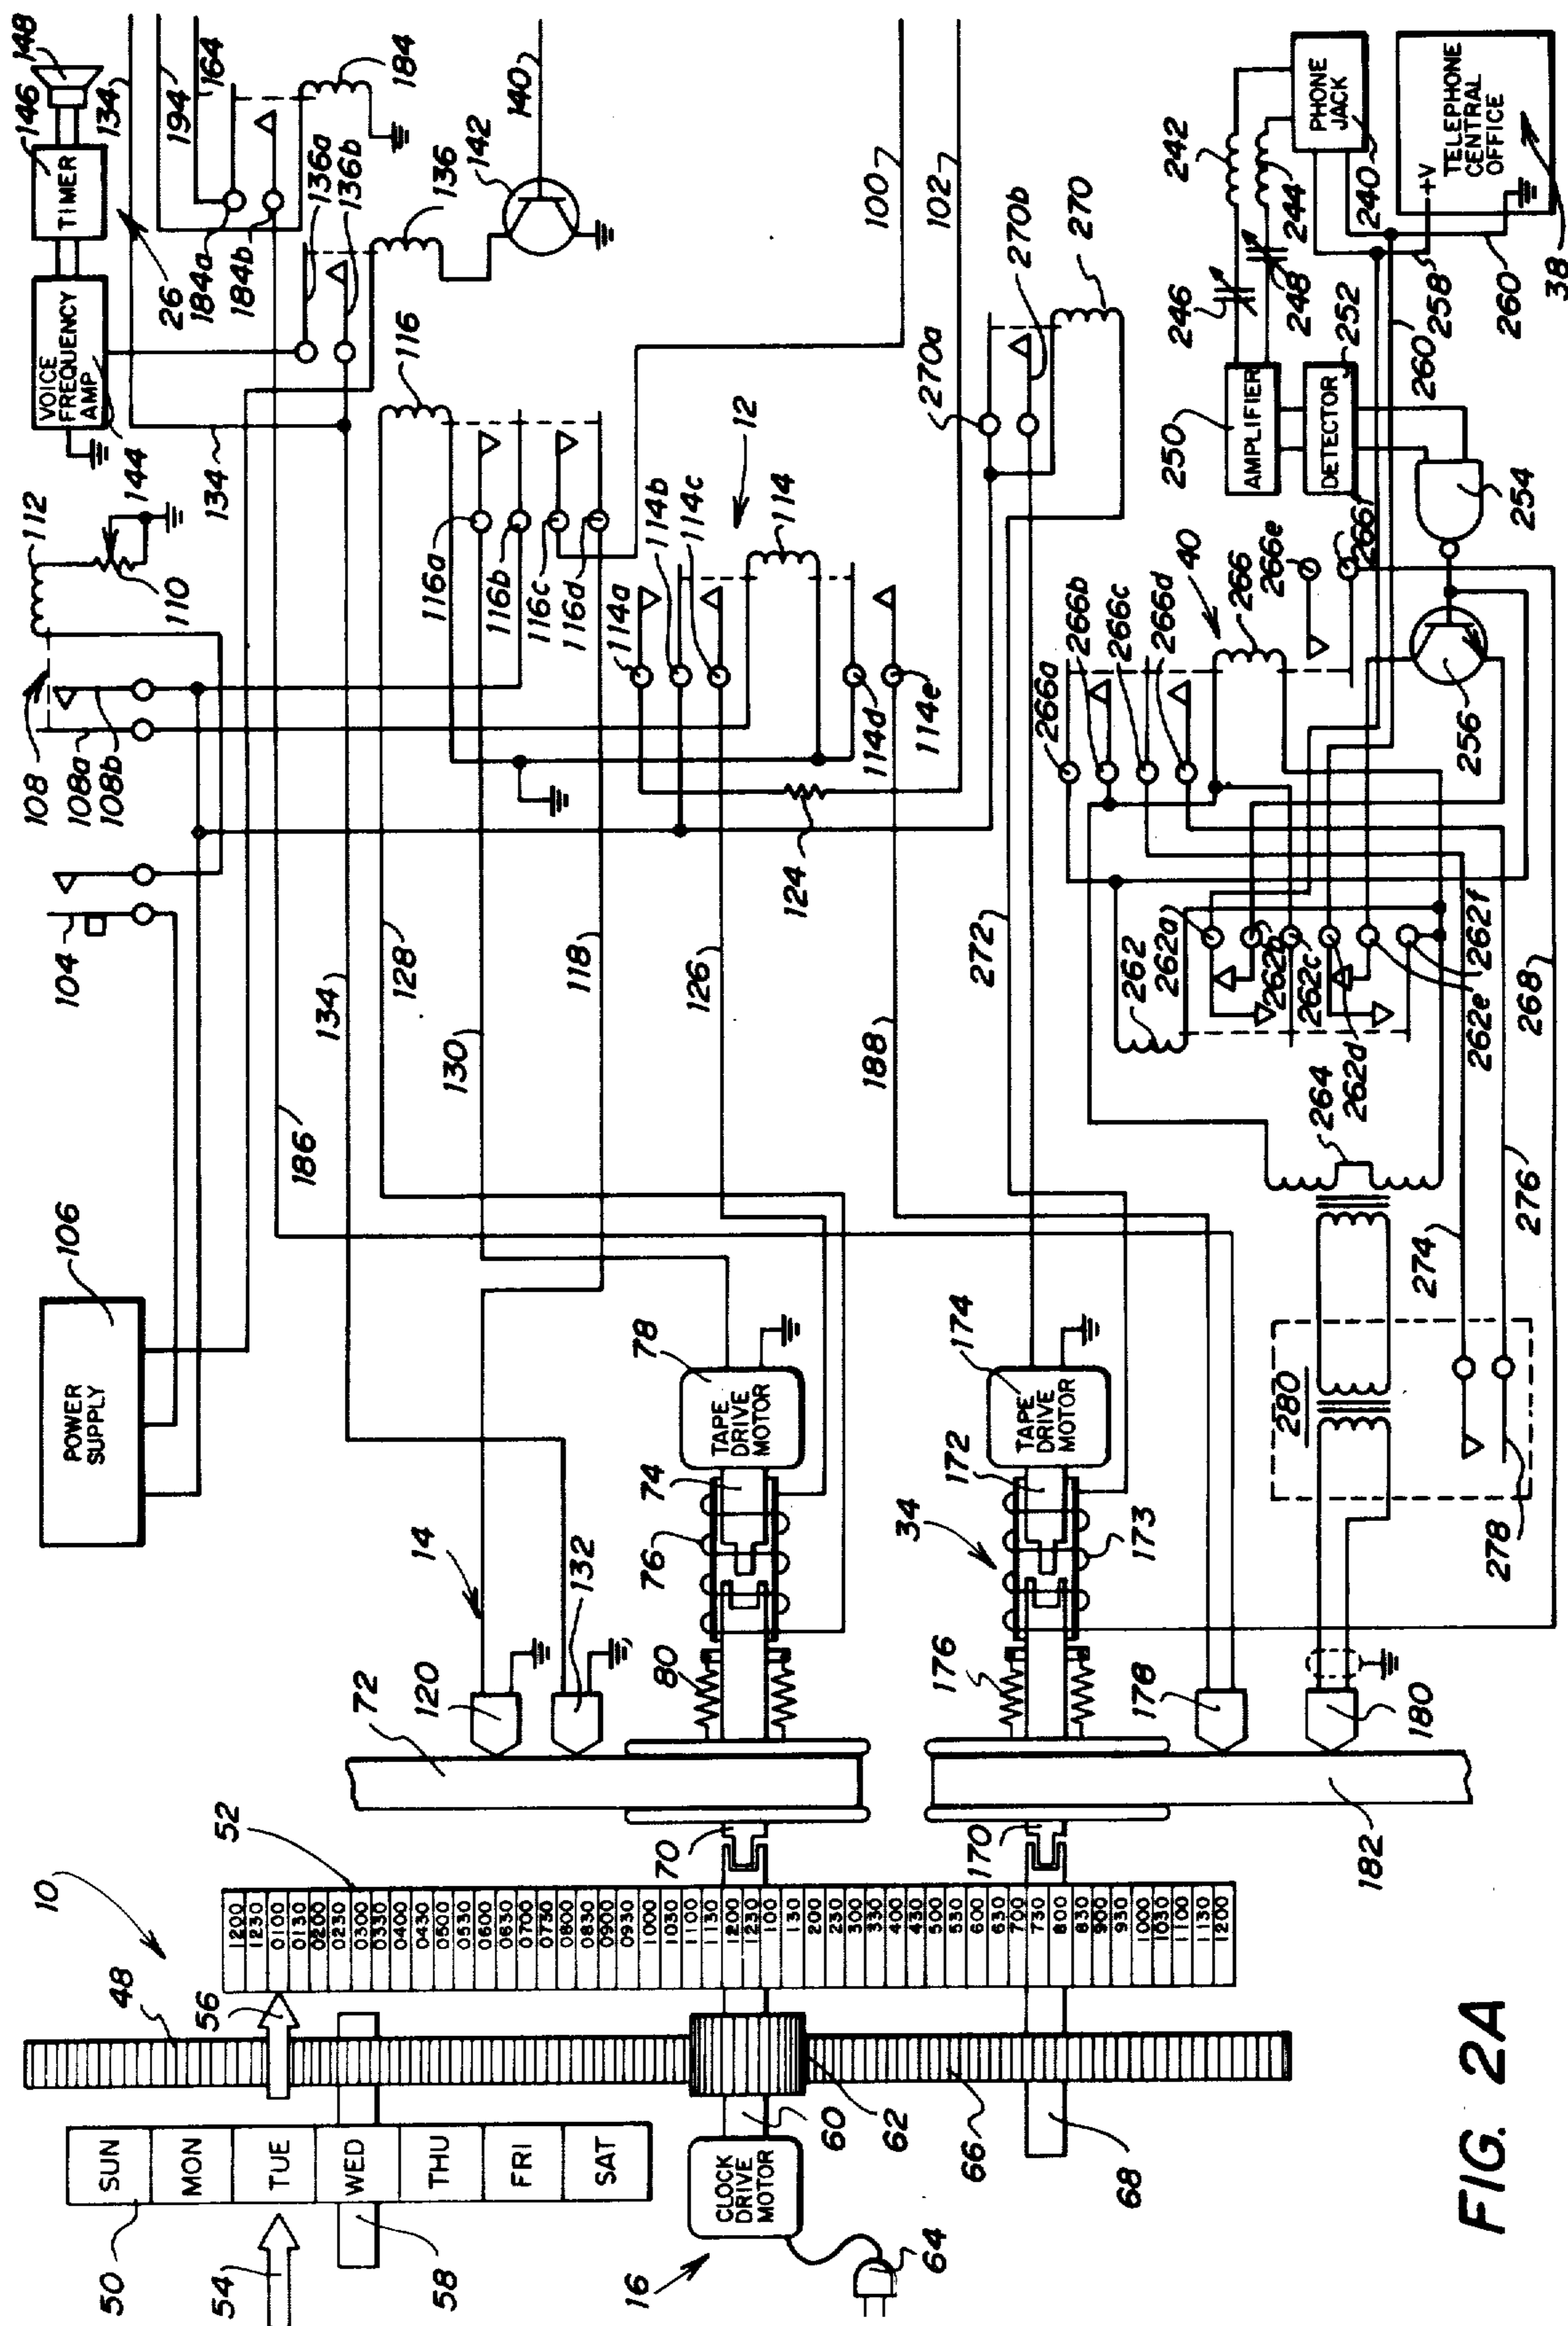 FIG. 2A
10
48
50
SUN
MON
TUE
WED
THU
FRI
SAT
54
56
58
52
1200
1230
0100
0130
0200
0230
0300
0330
0400
0430
0500
0530
0600
0630
0700
0730
0800
0830
0900
0930
1000
1030
1100
1130
1200
1230
100
130
200
230
300
330
400
430
500
530
600
630
700
730
800
830
900
930
1000
1030
1100
1130
1200
16
CLOCK
DRIVE
MOTOR
60
62
64
66
68
70
170
72
182
120
14
132
80
76
74
78
TAPE
DRIVE
MOTOR
34
176
172
173
174
TAPE
DRIVE
MOTOR
178
180
278
280
274
276
264
106
POWER
SUPPLY
186
134
128
130
118
126
188
272
268
104
108
108a
108b
112
110
144
134
VOICE
FREQUENCY
AMP
26
TIMER
146
148
134
194
164
184
184a
184b
136a
136b
136
142
140
116
116a
116b
116c
116d
114a
114b
114c
12
114
114d
114e
124
100
102
270a
270b
270
262
262a
262b
262c
262d
262e
262f
266a
266b
266c
266d
40
266
266e
266f
256
254
250
AMPLIFIER
DETECTOR
252
246
248
242
244
240
PHONE
JACK
TELEPHONE
CENTRAL
OFFICE
+V
258
260
260
38